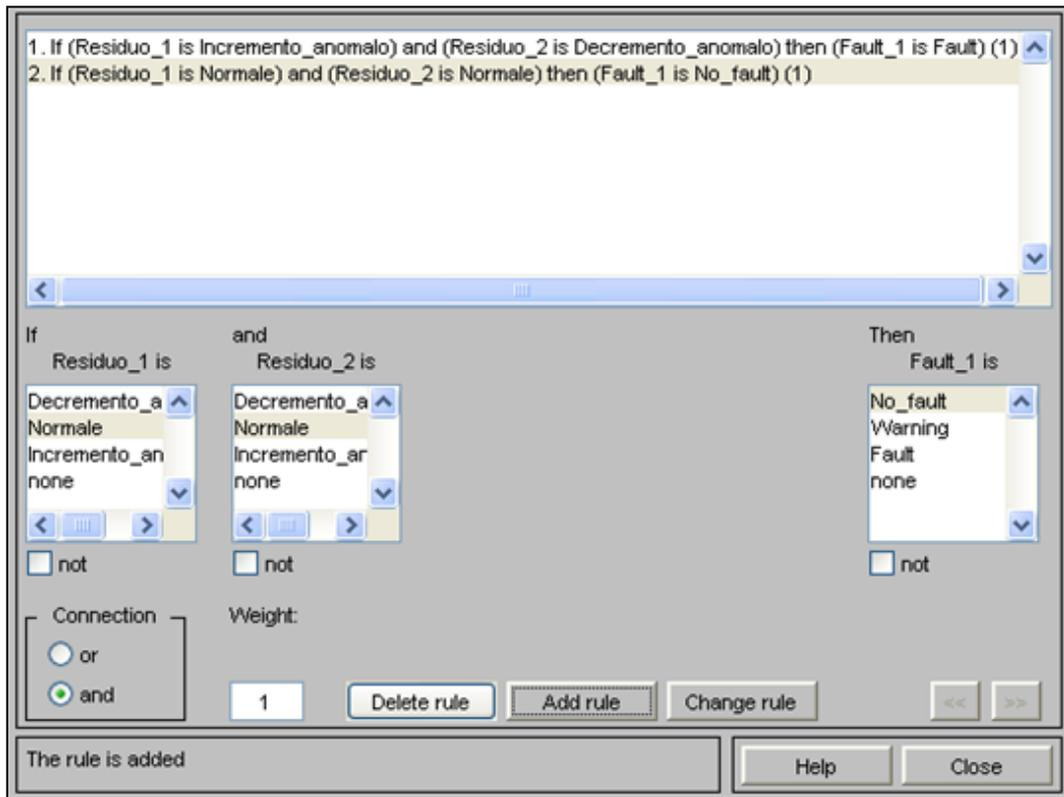 1. If (Residuo_1 is Incremento_anomalo) and (Residuo_2 is Decremento_anomalo) then (Fault_1 is Fault) (1)
2. If (Residuo_1 is Normale) and (Residuo_2 is Normale) then (Fault_1 is No_fault) (1)
If
and
Then
Residuo_1 is
Residuo_2 is
Fault_1 is
Decremento_a
Normale
Incremento_an
none
Decremento_a
Normale
Incremento_ar
none
No_fault
Warning
Fault
none
not
not
not
Connection
or
and
Weight:
1
Delete rule
Add rule
Change rule
<<
>>
The rule is added
Help
Close